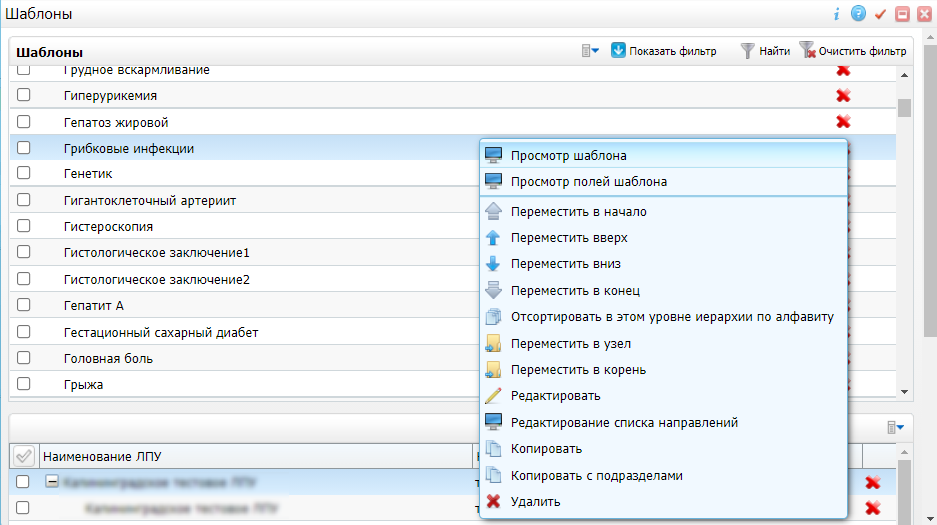 Шаблоны
Шаблоны
Показать фильтр
Найти
Очистить фильтр
Грудное вскармливание
Гиперурикемия
Гепатоз жировой
Грибковые инфекции
Генетик
Гигантоклеточный артериит
Гистероскопия
Гистологическое заключение1
Гистологическое заключение2
Гепатит А
Гестационный сахарный диабет
Головная боль
Грыжа
Просмотр шаблона
Просмотр полей шаблона
Переместить в начало
Переместить вверх
Переместить вниз
Переместить в конец
Отсортировать в этом уровне иерархии по алфавиту
Переместить в узел
Переместить в корень
Редактировать
Редактирование списка направлений
Копировать
Копировать с подразделами
Удалить
Наименование ЛПУ